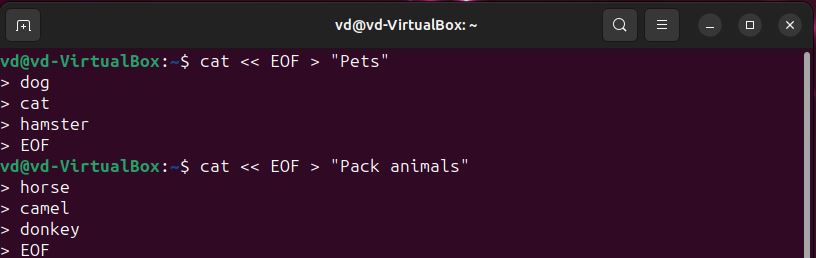 vd@vd-VirtualBox: ~
vd@vd-VirtualBox:~$ cat << EOF > "Pets"
> dog
> cat
> hamster
> EOF
vd@vd-VirtualBox:~$ cat << EOF > "Pack animals"
> horse
> camel
> donkey
> EOF